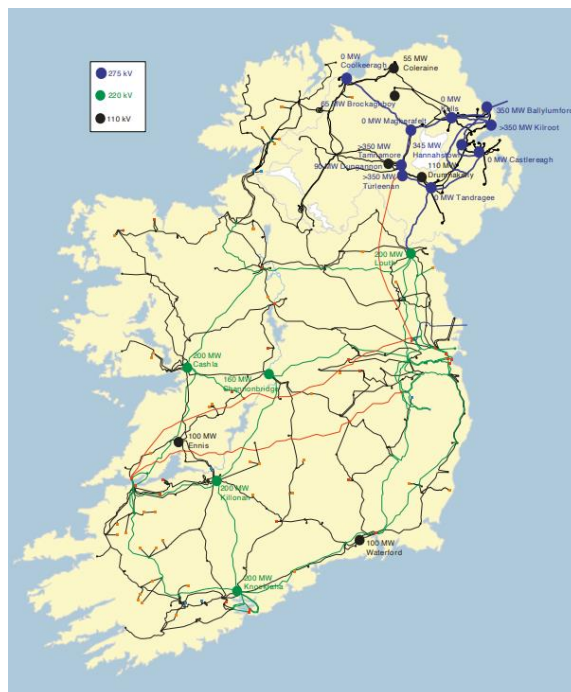 275 kV
220 kV
110 kV
0 MW
Coolkeeragh
55 MW
Coleraine
65 MW Brockaghboy
0 MW
Kells
350 MW Ballylumford
0 MW Magherafelt
>350 MW Kilroot
>350 MW
Tamnamore
345 MW
Hannahstown
0 MW Castlereagh
90 MW Dungannon
110 MW
Drumnakelly
>350 MW
Turleenan
0 MW Tandragee
200 MW
Louth
200 MW
Cashla
160 MW
Shannonbridge
100 MW
Ennis
200 MW
Killonan
100 MW
Waterford
200 MW
Knockraha